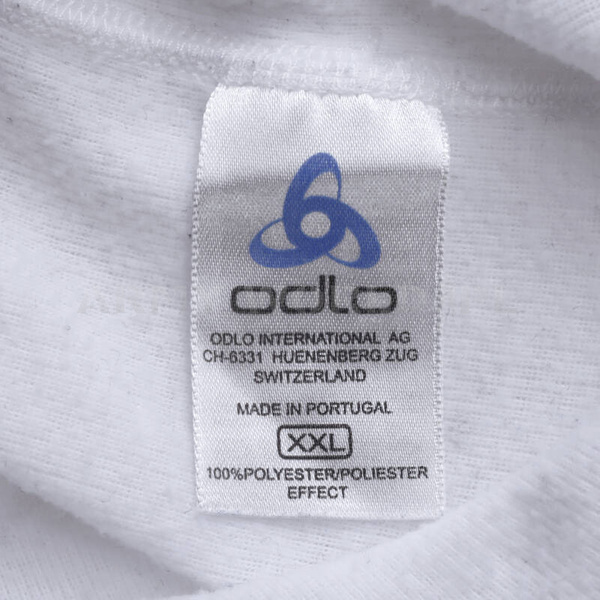 odlo
ODLO INTERNATIONAL AG
CH-6331 HUENENBERG ZUG
SWITZERLAND
MADE IN PORTUGAL
XXL
100%POLYESTER/POLIESTER
EFFECT